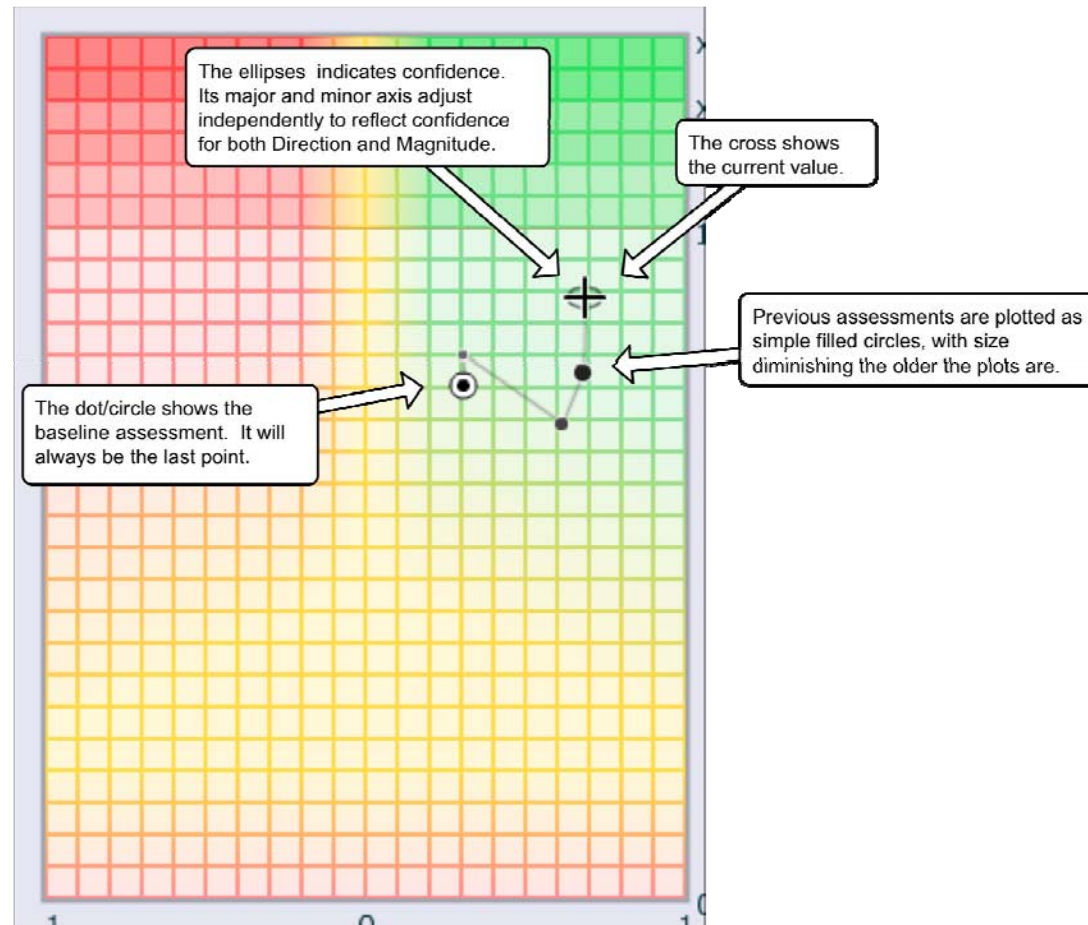 The ellipses indicates confidence.
Its major and minor axis adjust
independently to reflect confidence
for both Direction and Magnitude.
The cross shows
the current value.
Previous assessments are plotted as
simple filled circles, with size
diminishing the older the plots are.
The dot/circle shows the
baseline assessment. It will
always be the last point.
x
x
1
0
1
0
1